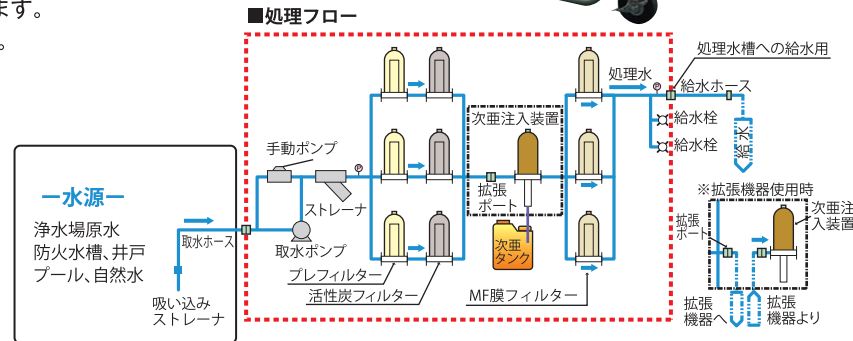 ます。
。
■処理フロー
処理水槽への給水用
処理水
P
給水ホース
給水栓
給水栓
給水
次亜注入装置
手動ポンプ
P
ストレーナ
拡張
ポート
次亜
タンク
ー水源ー
浄水場原水
防火水槽、井戸
プール、自然水
取水ホース
取水ポンプ
プレフィルター
活性炭フィルター
MF膜フィルター
吸い込み
ストレーナ
※拡張機器使用時
次亜注
入装置
拡張
ポート
拡張
機器へ
拡張
機器より